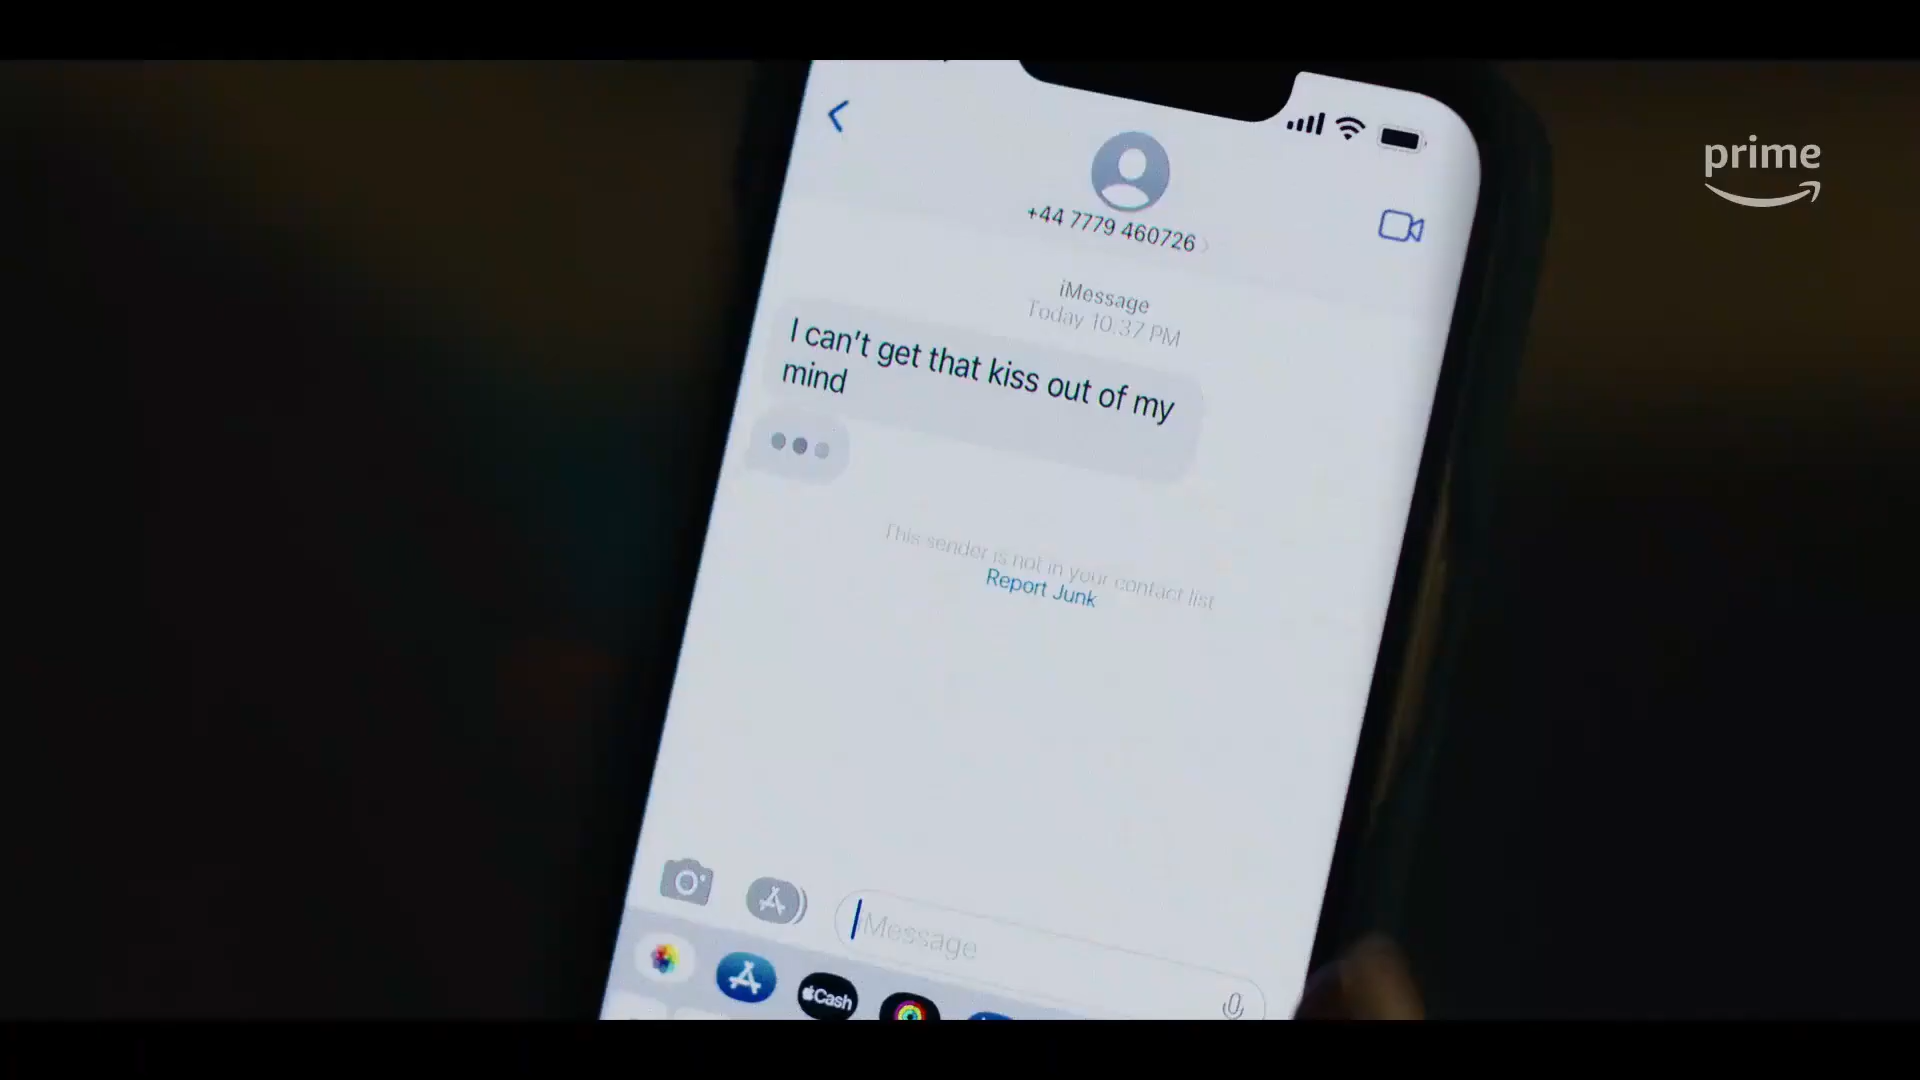 prime
+44 7779 460726
iMessage
Today 10:37 PM
I can't get that kiss out of my
mind
This sender is not in your contact list
Report Junk
iMessage
Cash